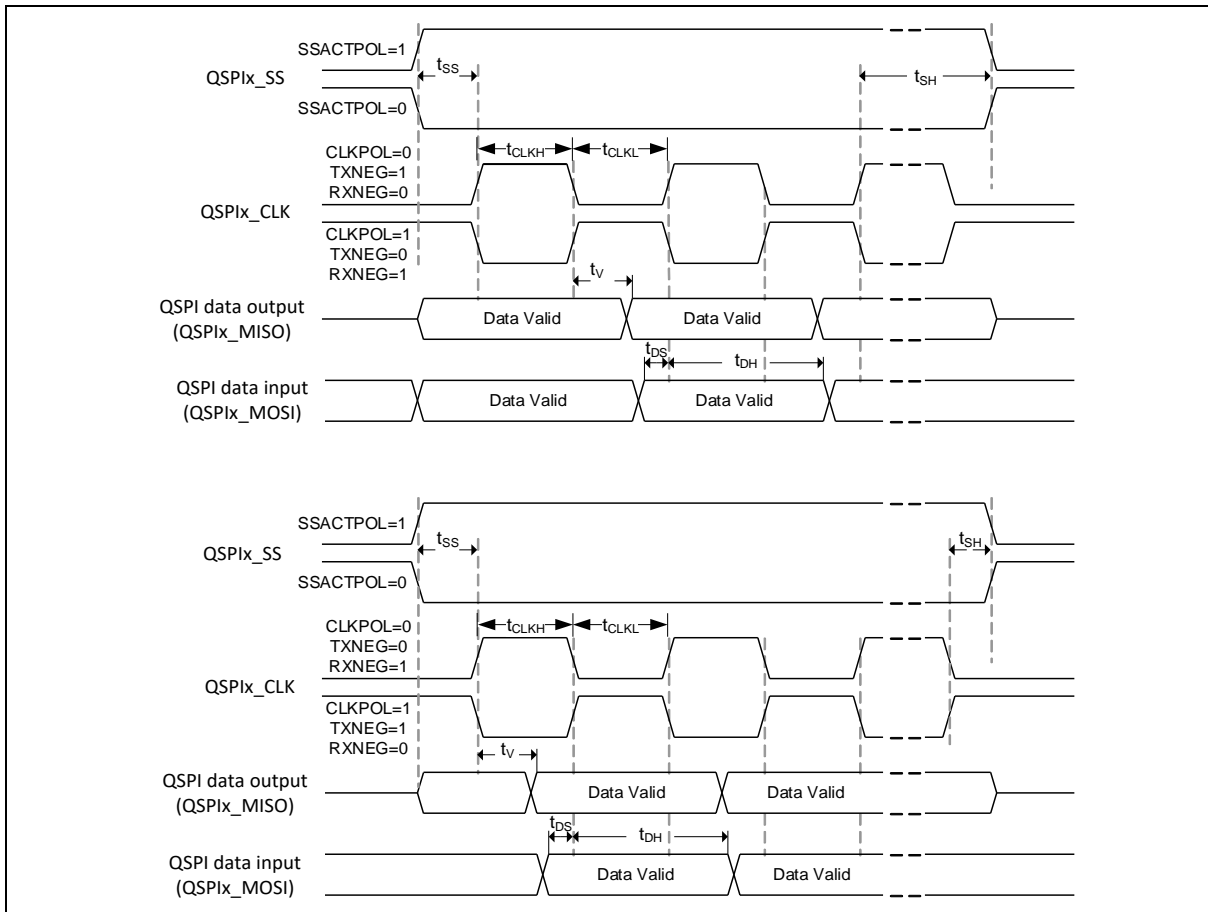 SSACTPOL=1
QSPIx_SS
tSS
tSH
SSACTPOL=0
CLKPOL=0
TXNEG=1
RXNEG=0
tCLKH
tCLKL
QSPIx_CLK
CLKPOL=1
TXNEG=0
RXNEG=1
tV
QSPI data output
(QSPIx_MISO)
Data Valid
Data Valid
tDS
tDH
QSPI data input
(QSPIx_MOSI)
Data Valid
Data Valid
SSACTPOL=1
QSPIx_SS
tSS
tSH
SSACTPOL=0
CLKPOL=0
TXNEG=0
RXNEG=1
tCLKH
tCLKL
QSPIx_CLK
CLKPOL=1
TXNEG=1
RXNEG=0
tV
QSPI data output
(QSPIx_MISO)
Data Valid
Data Valid
tDS
tDH
QSPI data input
(QSPIx_MOSI)
Data Valid
Data Valid